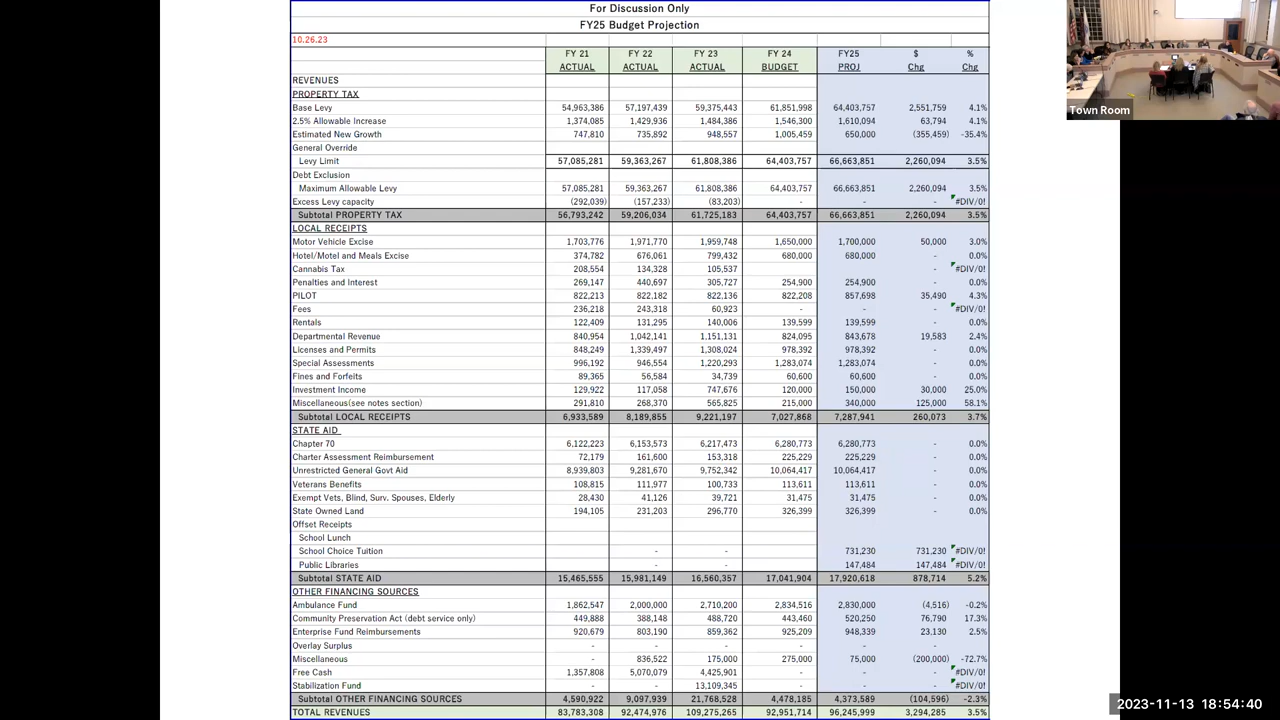 For Discussion Only
FY25 Budget Projection
10.26.23
FY 21 FY 22 FY 23 FY 24 FY25 $ %
ACTUAL ACTUAL ACTUAL BUDGET PROJ Chg Chg
REVENUES
PROPERTY TAX
Base Levy 54,963,386 57,197,439 59,375,443 61,851,998 64,403,757 2,551,759 4.1%
2.5% Allowable Increase 1,374,085 1,429,936 1,484,386 1,546,300 1,610,094 63,794 4.1%
Estimated New Growth 747,810 735,892 948,557 1,005,459 650,000 (355,459) -35.4%
General Override
Levy Limit 57,085,281 59,363,267 61,808,386 64,403,757 66,663,851 2,260,094 3.5%
Debt Exclusion
Maximum Allowable Levy 57,085,281 59,363,267 61,808,386 64,403,757 66,663,851 2,260,094 3.5%
Excess Levy capacity (292,039) (157,233) (83,203) - - - #DIV/0!
Subtotal PROPERTY TAX 56,793,242 59,206,034 61,725,183 64,403,757 66,663,851 2,260,094 3.5%
LOCAL RECEIPTS
Motor Vehicle Excise 1,703,776 1,971,770 1,959,748 1,650,000 1,700,000 50,000 3.0%
Hotel/Motel and Meals Excise 374,782 676,061 799,432 680,000 680,000 - 0.0%
Cannabis Tax 208,554 134,328 105,537 - #DIV/0!
Penalties and Interest 269,147 440,697 305,727 254,900 254,900 - 0.0%
PILOT 822,213 822,182 822,136 822,208 857,698 35,490 4.3%
Fees 236,218 243,318 60,923 - - - #DIV/0!
Rentals 122,409 131,295 140,006 139,599 139,599 - 0.0%
Departmental Revenue 840,954 1,042,141 1,151,131 824,095 843,678 19,583 2.4%
Licenses and Permits 848,249 1,339,497 1,308,024 978,392 978,392 - 0.0%
Special Assessments 996,192 946,554 1,220,293 1,283,074 1,283,074 - 0.0%
Fines and Forfeits 89,365 56,584 34,739 60,600 60,600 - 0.0%
Investment Income 129,922 117,058 747,676 120,000 150,000 30,000 25.0%
Miscellaneous(see notes section) 291,810 268,370 565,825 215,000 340,000 125,000 58.1%
Subtotal LOCAL RECEIPTS 6,933,589 8,189,855 9,221,197 7,027,868 7,287,941 260,073 3.7%
STATE AID
Chapter 70 6,122,223 6,153,573 6,217,473 6,280,773 6,280,773 - 0.0%
Charter Assessment Reimbursement 72,179 161,600 153,318 225,229 225,229 - 0.0%
Unrestricted General Govt Aid 8,939,803 9,281,670 9,752,342 10,064,417 10,064,417 - 0.0%
Veterans Benefits 108,815 111,977 100,733 113,611 113,611 - 0.0%
Exempt Vets, Blind, Surv. Spouses, Elderly 28,430 41,126 39,721 31,475 31,475 - 0.0%
State Owned Land 194,105 231,203 296,770 326,399 326,399 - 0.0%
Offset Receipts
School Lunch
School Choice Tuition - - 731,230 731,230 #DIV/0!
Public Libraries - - 147,484 147,484 #DIV/0!
Subtotal STATE AID 15,465,555 15,981,149 16,560,357 17,041,904 17,920,618 878,714 5.2%
OTHER FINANCING SOURCES
Ambulance Fund 1,862,547 2,000,000 2,710,200 2,834,516 2,830,000 (4,516) -0.2%
Community Preservation Act (debt service only) 449,888 388,148 488,720 443,460 520,250 76,790 17.3%
Enterprise Fund Reimbursements 920,679 803,190 859,362 925,209 948,339 23,130 2.5%
Overlay Surplus - - - - - -
Miscellaneous - 836,522 175,000 275,000 75,000 (200,000) -72.7%
Free Cash 1,357,808 5,070,079 4,425,901 - - - #DIV/0!
Stabilization Fund - - 13,109,345 - - #DIV/0!
Subtotal OTHER FINANCING SOURCES 4,590,922 9,097,939 21,768,528 4,478,185 4,373,589 (104,596) -2.3%
TOTAL REVENUES 83,783,308 92,474,976 109,275,265 92,951,714 96,245,999 3,294,285 3.5%
Town Room
2023-11-13 18:54:40